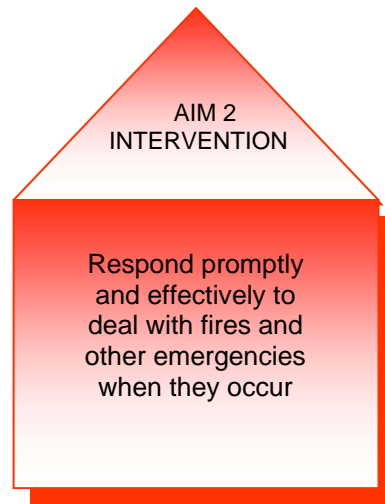 AIM 2
INTERVENTION
Respond promptly
and effectively to
deal with fires and
other emergencies
when they occur